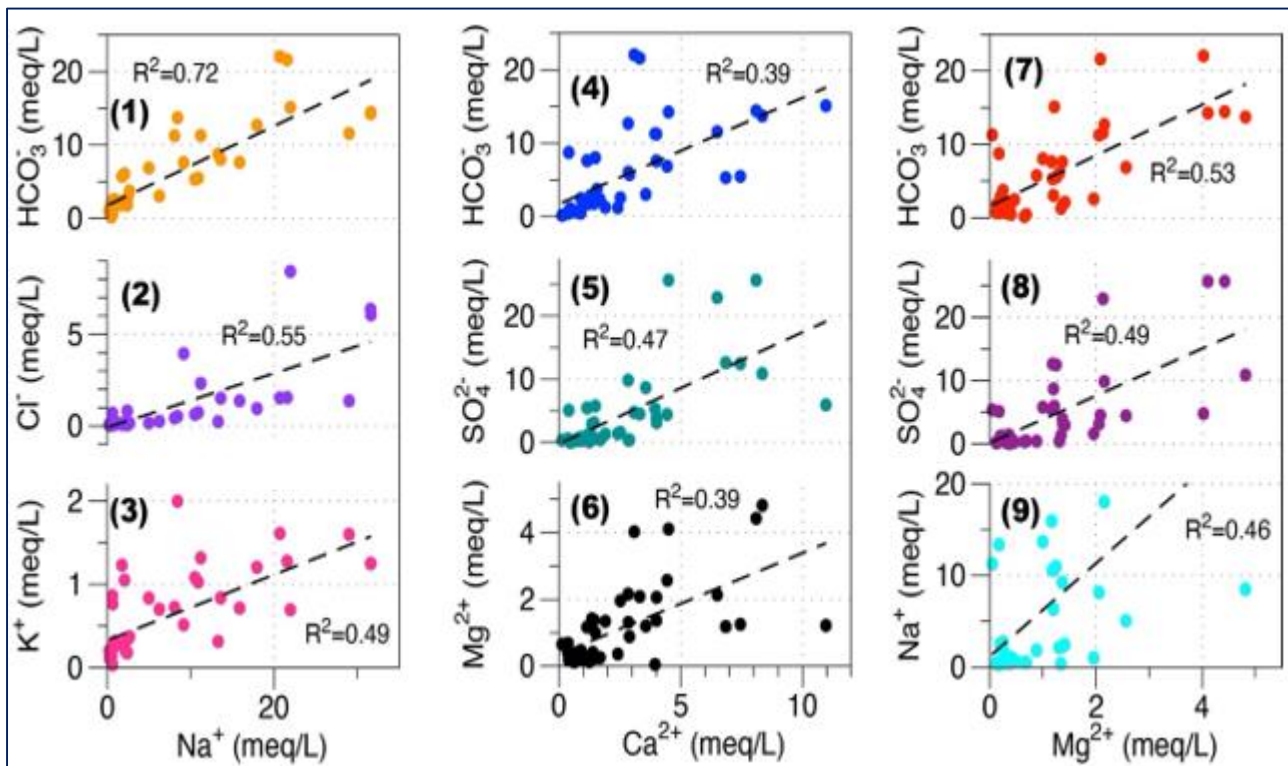 HCO₃⁻ (meq/L)
20
10
0
R²=0.72
(1)
HCO₃⁻ (meq/L)
20
10
0
R²=0.39
(4)
HCO₃⁻ (meq/L)
20
10
0
(7)
R²=0.53
Cl⁻ (meq/L)
5
0
(2)
R²=0.55
SO₄²⁻ (meq/L)
20
10
0
(5)
R²=0.47
SO₄²⁻ (meq/L)
20
10
0
(8)
R²=0.49
K⁺ (meq/L)
2
1
0
(3)
R²=0.49
0
20
Na⁺ (meq/L)
Mg²⁺ (meq/L)
4
2
0
(6)
R²=0.39
0
5
10
Ca²⁺ (meq/L)
Na⁺ (meq/L)
20
10
0
(9)
R²=0.46
0
2
4
Mg²⁺ (meq/L)